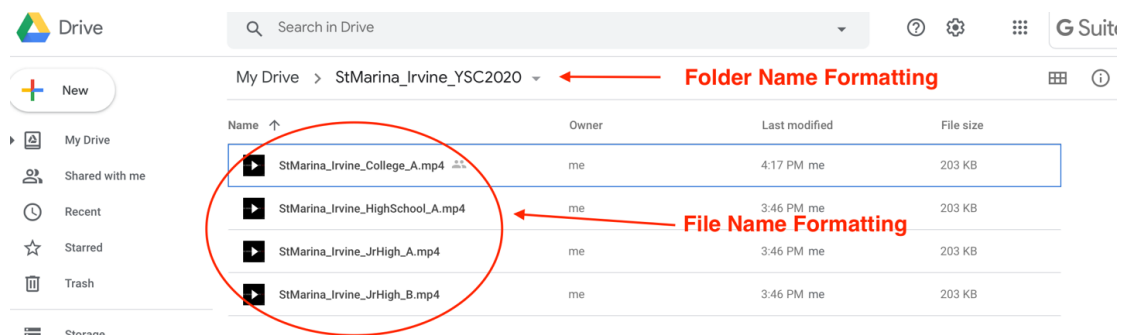 Drive
Search in Drive
G Suite
New
My Drive > StMarina_Irvine_YSC2020
Folder Name Formatting
Name ↑ Owner Last modified File size
My Drive
Shared with me
Recent
Starred
Trash
Storage
StMarina_Irvine_College_A.mp4 me 4:17 PM me 203 KB
StMarina_Irvine_HighSchool_A.mp4 me 3:46 PM me 203 KB
File Name Formatting
StMarina_Irvine_JrHigh_A.mp4 me 3:46 PM me 203 KB
StMarina_Irvine_JrHigh_B.mp4 me 3:46 PM me 203 KB